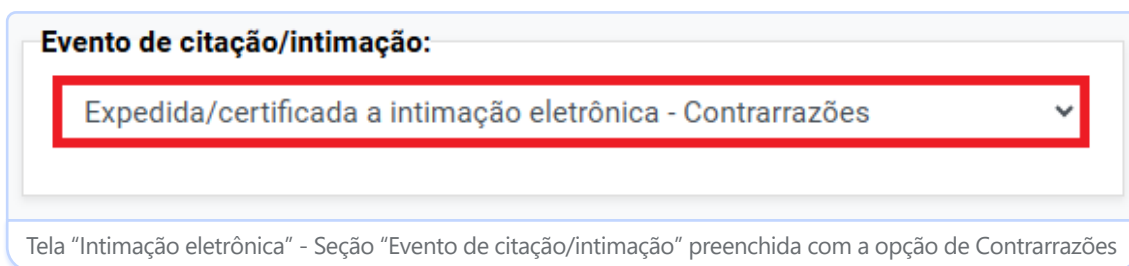 Evento de citação/intimação:
Expedida/certificada a intimação eletrônica - Contrarrazões
Tela “Intimação eletrônica” - Seção “Evento de citação/intimação” preenchida com a opção de Contrarrazões